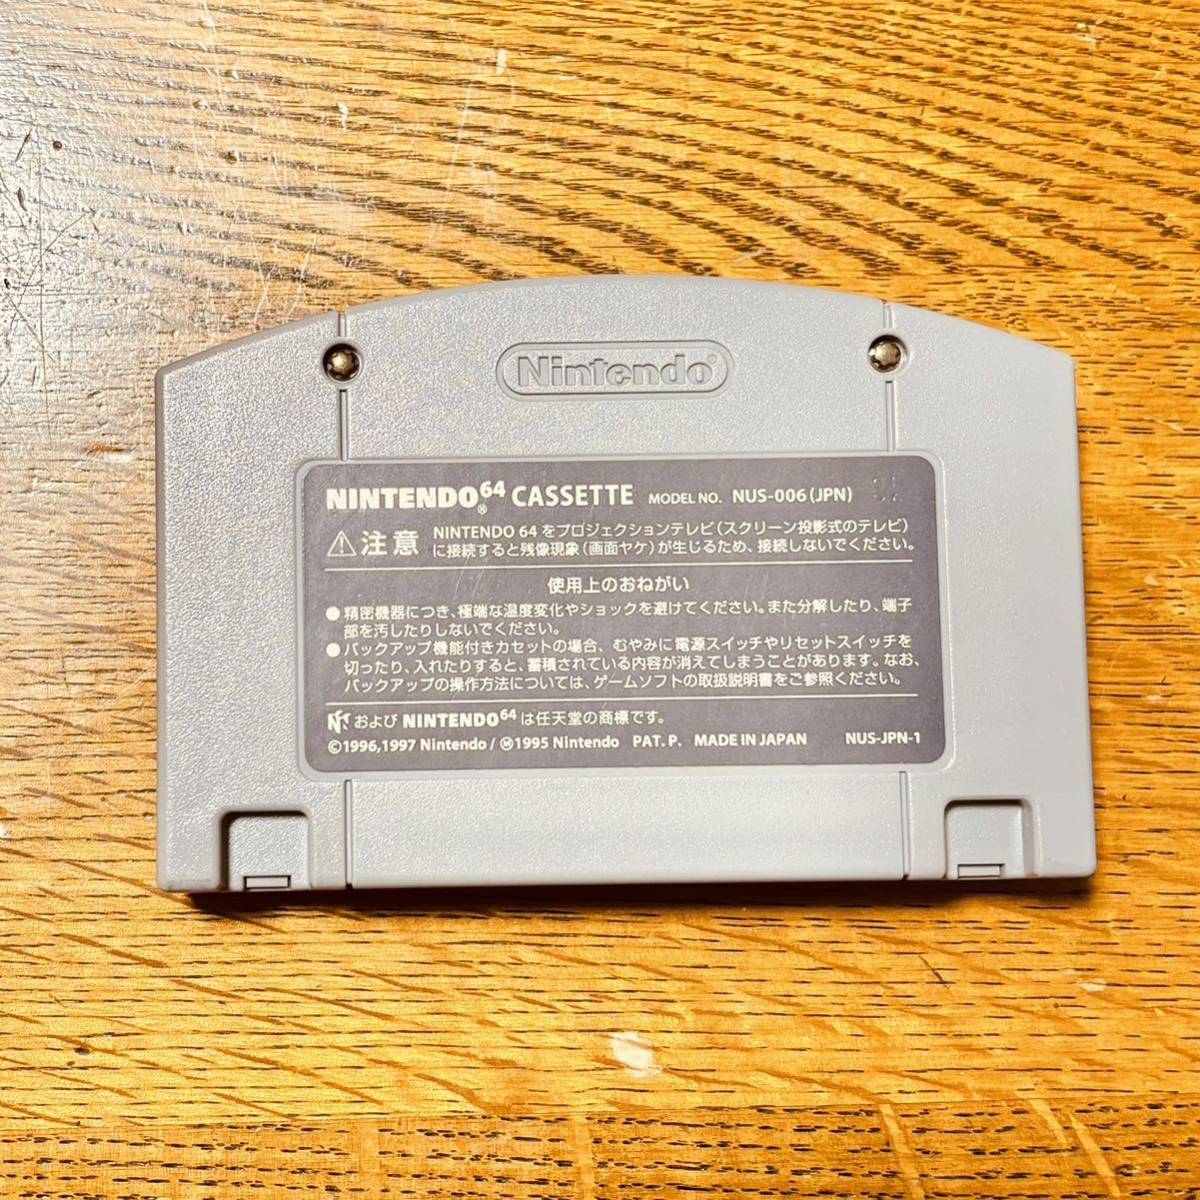 Nintendo®
NINTENDO64® CASSETTE MODEL NO. NUS-006(JPN)
⚠注意 NINTENDO 64をプロジェクションテレビ(スクリーン投影式のテレビ)
に接続すると残像現象(画面ヤケ)が生じるため、接続しないでください。
使用上のおねがい
●精密機器につき、極端な温度変化やショックを避けてください。また分解したり、端子
部を汚したりしないでください。
●バックアップ機能付きカセットの場合、むやみに電源スイッチやリセットスイッチを
切ったり、入れたりすると、蓄積されている内容が消えてしまうことがあります。なお、
バックアップの操作方法については、ゲームソフトの取扱説明書をご参照ください。
および NINTENDO64は任天堂の商標です。
©1996,1997 Nintendo/Ⓜ1995 Nintendo PAT.P. MADE IN JAPAN NUS-JPN-1